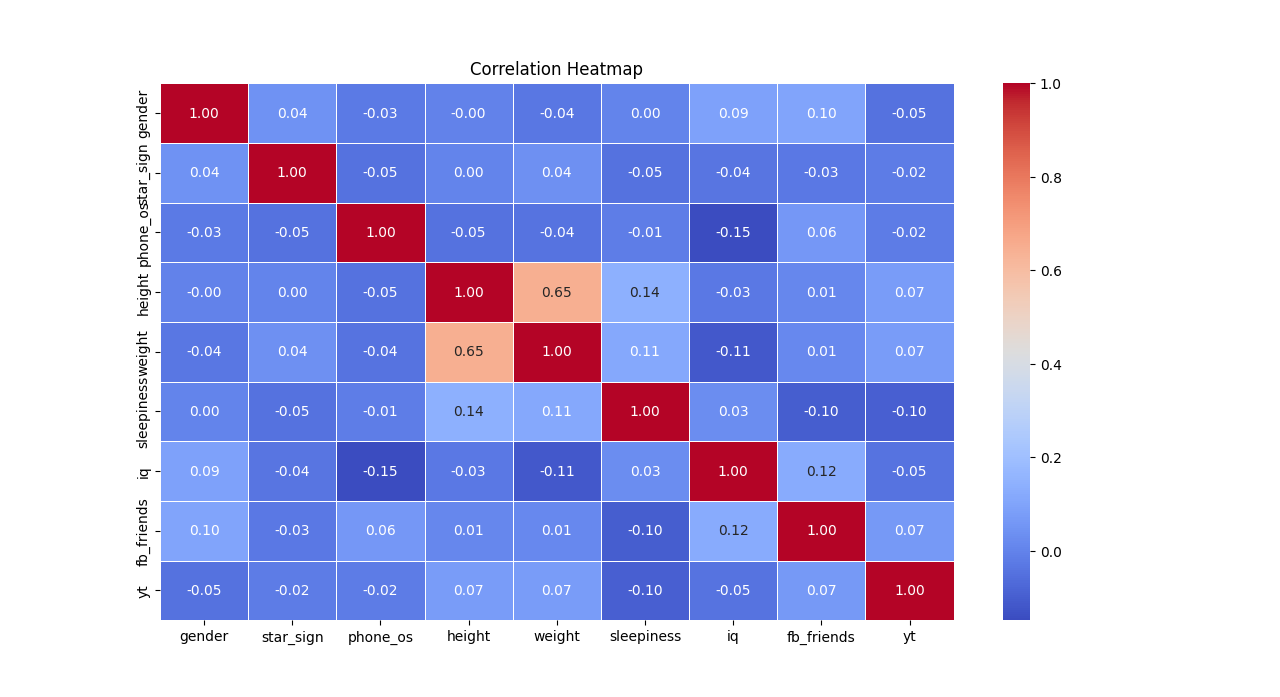 Correlation Heatmap
gender 1.00 0.04 -0.03 -0.00 -0.04 0.00 0.09 0.10 -0.05
star_sign 0.04 1.00 -0.05 0.00 0.04 -0.05 -0.04 -0.03 -0.02
phone_os -0.03 -0.05 1.00 -0.05 -0.04 -0.01 -0.15 0.06 -0.02
height -0.00 0.00 -0.05 1.00 0.65 0.14 -0.03 0.01 0.07
weight -0.04 0.04 -0.04 0.65 1.00 0.11 -0.11 0.01 0.07
sleepiness 0.00 -0.05 -0.01 0.14 0.11 1.00 0.03 -0.10 -0.10
iq 0.09 -0.04 -0.15 -0.03 -0.11 0.03 1.00 0.12 -0.05
fb_friends 0.10 -0.03 0.06 0.01 0.01 -0.10 0.12 1.00 0.07
yt -0.05 -0.02 -0.02 0.07 0.07 -0.10 -0.05 0.07 1.00
gender star_sign phone_os height weight sleepiness iq fb_friends yt
1.0
0.8
0.6
0.4
0.2
0.0